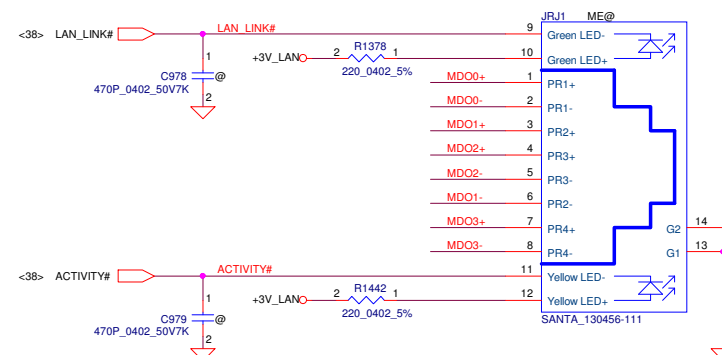 JRJ1 ME@
<38> LAN_LINK# LAN_LINK# 9 Green LED-
+3V_LAN 2 R1378 1 10 Green LED+
220_0402_5%
1
C978 @
470P_0402_50V7K
2
MDO0+ 1 PR1+
MDO0- 2 PR1-
MDO1+ 3 PR2+
MDO2+ 4 PR3+
MDO2- 5 PR3-
MDO1- 6 PR2-
MDO3+ 7 PR4+ G2 14
MDO3- 8 PR4- G1 13
<38> ACTIVITY# ACTIVITY# 11 Yellow LED-
+3V_LAN 2 R1442 1 12 Yellow LED+
220_0402_5%
SANTA_130456-111
1
C979 @
470P_0402_50V7K
2